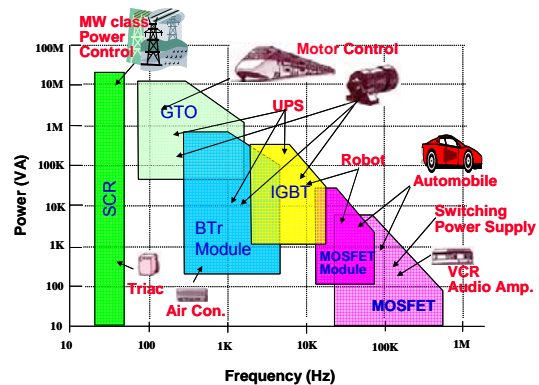 MW class
Power
Control
Motor Control
UPS
Robot
Automobile
Switching
Power Supply
VCR
Audio Amp.
Triac
Air Con.
SCR
GTO
BTr
Module
IGBT
MOSFET
Module
MOSFET
Power (VA)
100M
10M
1M
100K
10K
1K
100
10
10
100
1K
10K
100K
1M
Frequency (Hz)